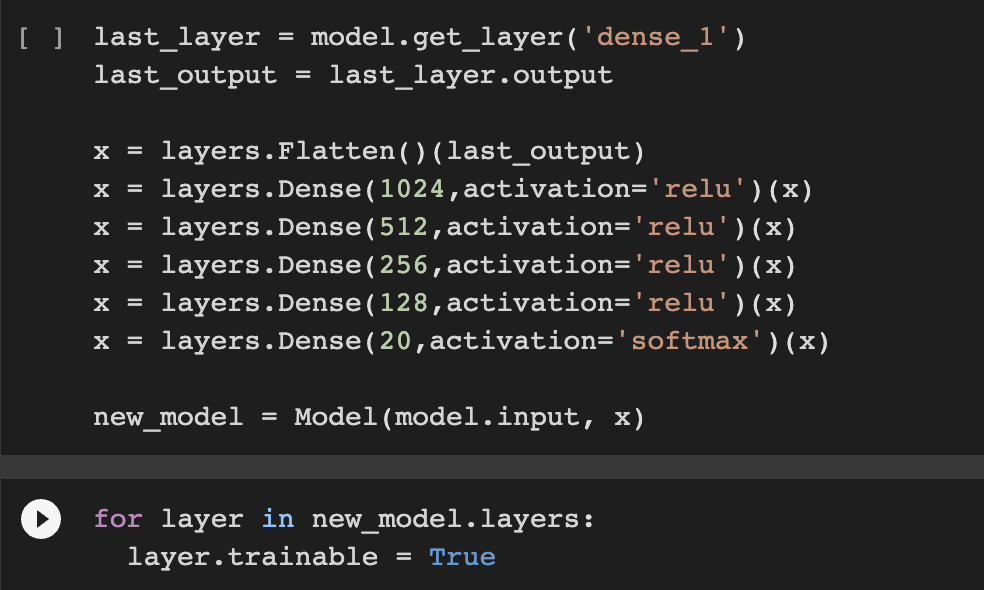 [ ] last_layer = model.get_layer('dense_1')
last_output = last_layer.output
x = layers.Flatten()(last_output)
x = layers.Dense(1024,activation='relu')(x)
x = layers.Dense(512,activation='relu')(x)
x = layers.Dense(256,activation='relu')(x)
x = layers.Dense(128,activation='relu')(x)
x = layers.Dense(20,activation='softmax')(x)
new_model = Model(model.input, x)
for layer in new_model.layers:
  layer.trainable = True